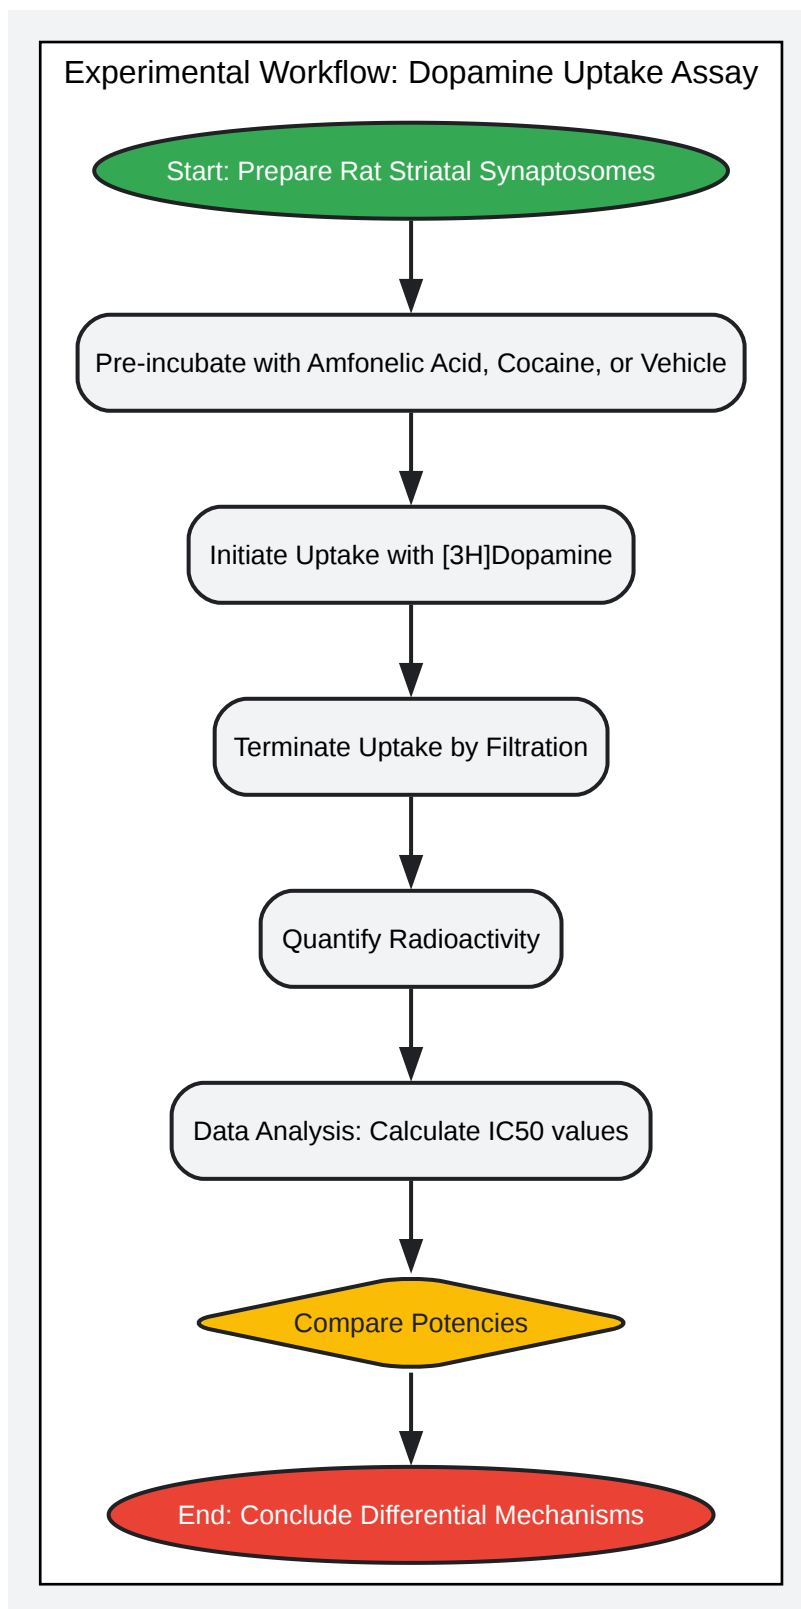 Experimental Workflow: Dopamine Uptake Assay
Start: Prepare Rat Striatal Synaptosomes
Pre-incubate with Amfonelic Acid, Cocaine, or Vehicle
Initiate Uptake with [3H]Dopamine
Terminate Uptake by Filtration
Quantify Radioactivity
Data Analysis: Calculate IC50 values
Compare Potencies
End: Conclude Differential Mechanisms